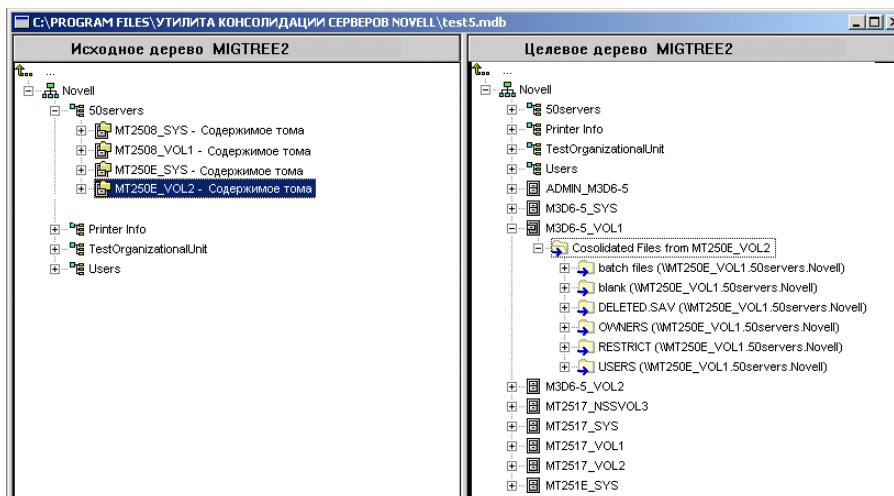 C:\PROGRAM FILES\УТИЛИТА КОНСОЛИДАЦИИ СЕРВЕРОВ NOVELL\test5.mdb
Исходное дерево MIGTREE2
...
Novell
50servers
MT2508_SYS - Содержимое тома
MT2508_VOL1 - Содержимое тома
MT250E_SYS - Содержимое тома
MT250E_VOL2 - Содержимое тома
Printer Info
TestOrganizationalUnit
Users
Целевое дерево MIGTREE2
...
Novell
50servers
Printer Info
TestOrganizationalUnit
Users
ADMIN_M3D6-5
M3D6-5_SYS
M3D6-5_VOL1
Cosolidated Files from MT250E_VOL2
batch files (\\MT250E_VOL1.50servers.Novell)
blank (\\MT250E_VOL1.50servers.Novell)
DELETED.SAV (\\MT250E_VOL1.50servers.Novell)
OWNERS (\\MT250E_VOL1.50servers.Novell)
RESTRICT (\\MT250E_VOL1.50servers.Novell)
USERS (\\MT250E_VOL1.50servers.Novell)
M3D6-5_VOL2
MT2517_NSSVOL3
MT2517_SYS
MT2517_VOL1
MT2517_VOL2
MT251E_SYS